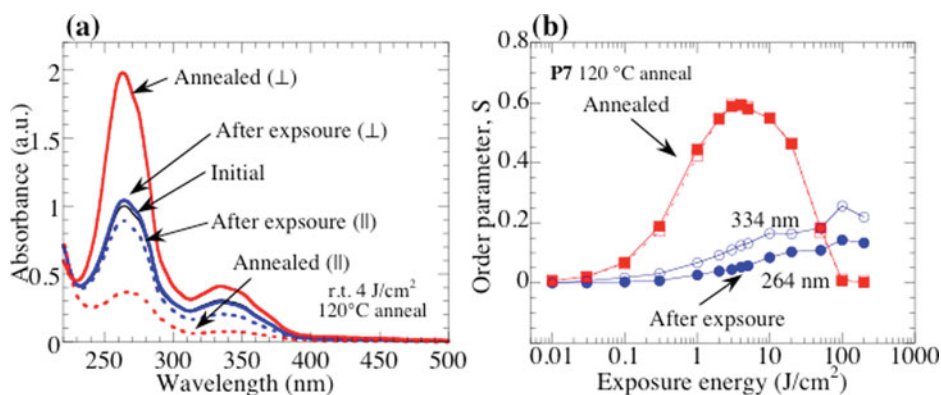 (a)
2
1.5
1
0.5
0
Absorbance (a.u.)
Annealed (⊥)
After expsoure (⊥)
Initial
After expsoure (||)
Annealed (||)
r.t. 4 J/cm²
120°C anneal
250 300 350 400 450 500
Wavelength (nm)
(b)
0.8
0.6
0.4
0.2
0
Order parameter, S
P7 120 °C anneal
Annealed
334 nm
264 nm
After expsoure
0.01 0.1 1 10 100 1000
Exposure energy (J/cm²)